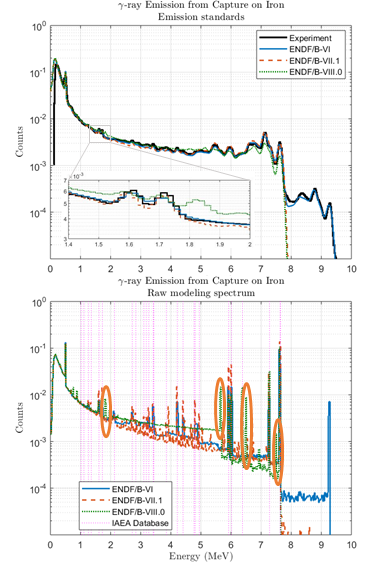 γ-ray Emission from Capture on Iron
Emission standards
10^0
10^-1
10^-2
10^-3
10^-4
Counts
Experiment
ENDF/B-VI
ENDF/B-VII.1
ENDF/B-VIII.0
7 ×10^-3
6
5
4
3
1.4 1.5 1.6 1.7 1.8 1.9 2
0 1 2 3 4 5 6 7 8 9 10
γ-ray Emission from Capture on Iron
Raw modeling spectrum
10^0
10^-1
10^-2
10^-3
10^-4
Counts
ENDF/B-VI
ENDF/B-VII.1
ENDF/B-VIII.0
IAEA Database
0 1 2 3 4 5 6 7 8 9 10
Energy (MeV)